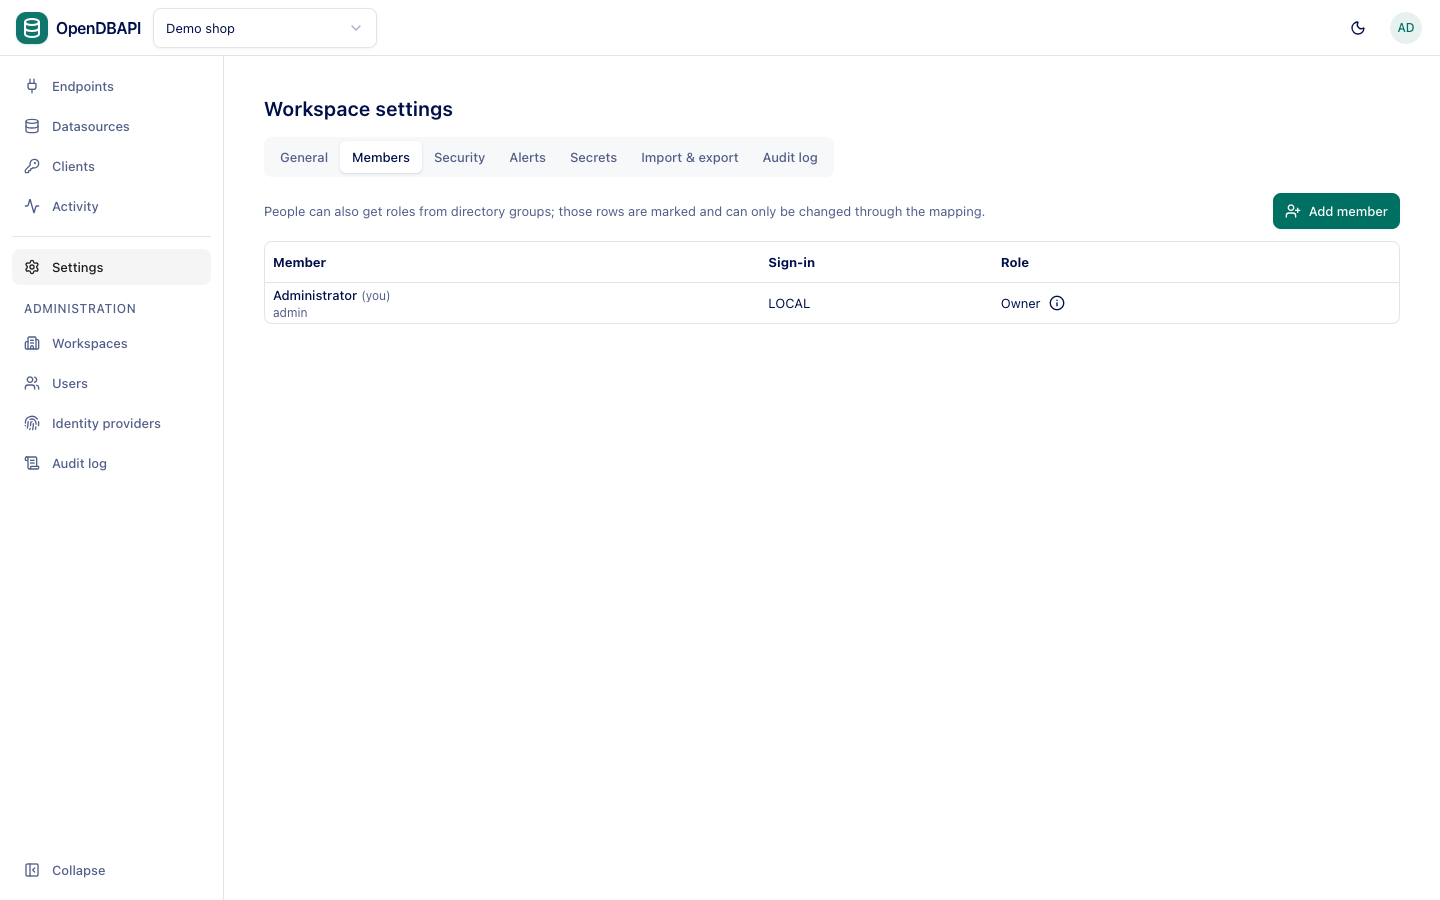 OpenDBAPI
Demo shop
AD
Endpoints
Datasources
Clients
Activity
Settings
ADMINISTRATION
Workspaces
Users
Identity providers
Audit log
Collapse
Workspace settings
General Members Security Alerts Secrets Import & export Audit log
People can also get roles from directory groups; those rows are marked and can only be changed through the mapping.
Add member
Member Sign-in Role
Administrator (you)
admin
LOCAL
Owner